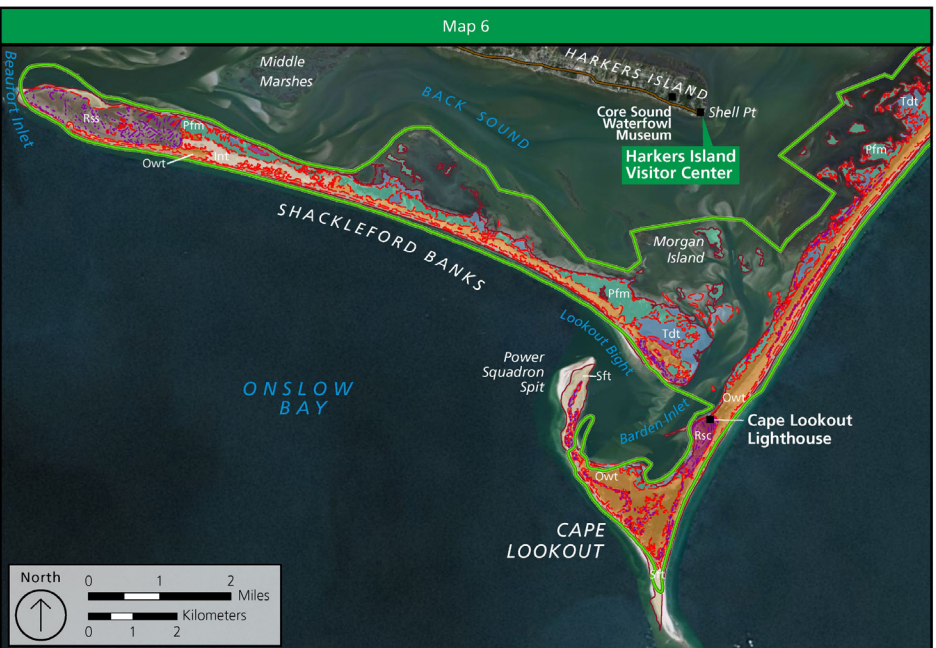 Map 6
Beaufort Inlet
Middle
Marshes
HARKERS ISLAND
BACK SOUND
Core Sound
Waterfowl
Museum
Shell Pt
Harkers Island
Visitor Center
Tdt
Pfm
Rss
Pfm
Owt
Int
SHACKLEFORD BANKS
Morgan
Island
Pfm
Tdt
Lookout Bight
Power
Squadron
Spit
Sft
ONSLOW
BAY
Barden Inlet
Owt
Cape Lookout
Lighthouse
Rsc
Owt
CAPE
LOOKOUT
Sft
North
0 1 2
Miles
Kilometers
0 1 2